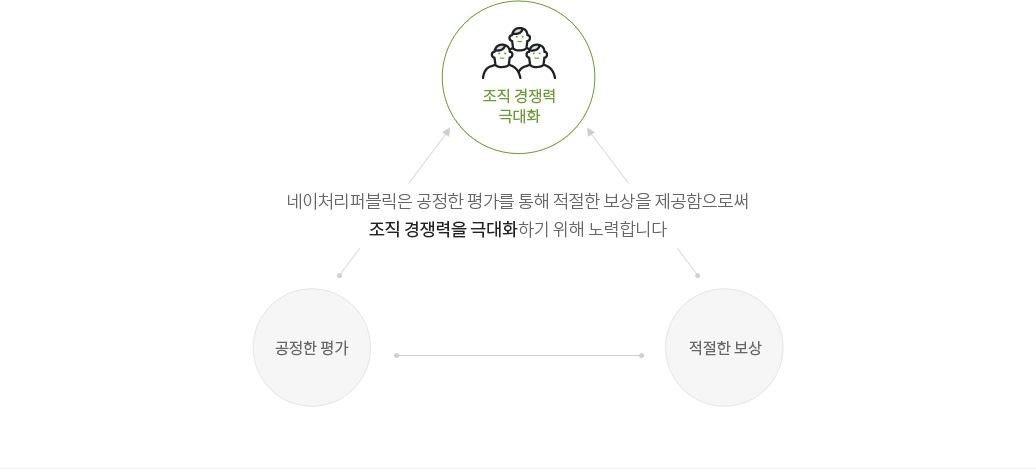 조직 경쟁력
극대화
네이처리퍼블릭은 공정한 평가를 통해 적절한 보상을 제공함으로써
조직 경쟁력을 극대화하기 위해 노력합니다
공정한 평가
적절한 보상